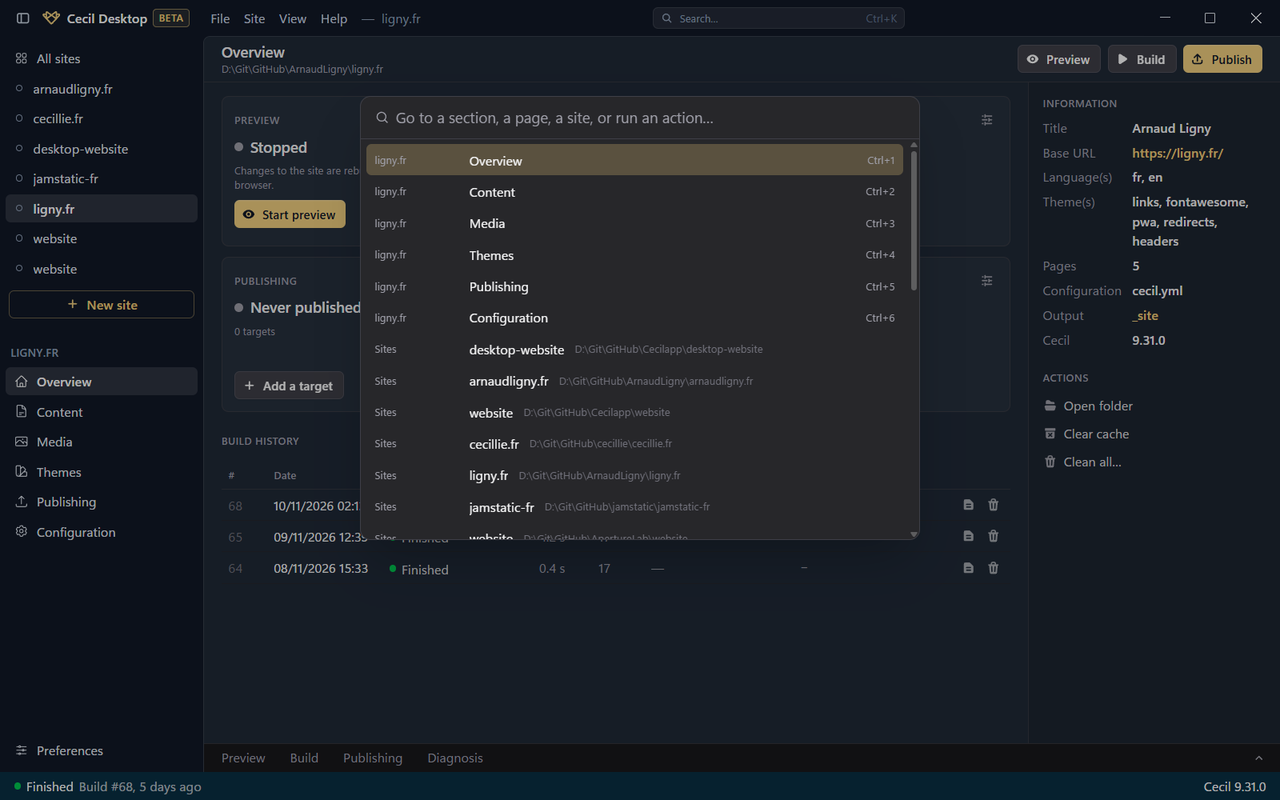 Cecil Desktop BETA File Site View Help — ligny.fr Search... Ctrl+K
All sites
arnaudligny.fr
cecillie.fr
desktop-website
jamstatic-fr
ligny.fr
website
website
+ New site
LIGNY.FR
Overview
Content
Media
Themes
Publishing
Configuration
Preferences
Overview
D:\Git\GitHub\ArnaudLigny\ligny.fr
Preview Build Publish
PREVIEW
Stopped
Changes to the site are
browser.
Start preview
PUBLISHING
Never published
0 targets
+ Add a target
BUILD HISTORY
# Date
68 10/11/2026
65 09/11/2026 12:35 Finished
64 08/11/2026 15:33 Finished 0.4 s 17 — –
Go to a section, a page, a site, or run an action...
ligny.fr Overview Ctrl+1
ligny.fr Content Ctrl+2
ligny.fr Media Ctrl+3
ligny.fr Themes Ctrl+4
ligny.fr Publishing Ctrl+5
ligny.fr Configuration Ctrl+6
Sites desktop-website D:\Git\GitHub\Cecilapp\desktop-website
Sites arnaudligny.fr D:\Git\GitHub\ArnaudLigny\arnaudligny.fr
Sites website D:\Git\GitHub\Cecilapp\website
Sites cecillie.fr D:\Git\GitHub\cecillie\cecillie.fr
Sites ligny.fr D:\Git\GitHub\ArnaudLigny\ligny.fr
Sites jamstatic-fr D:\Git\GitHub\jamstatic\jamstatic-fr
Sites website D:\Git\GitHub\ApertureLab\website
INFORMATION
Title Arnaud Ligny
Base URL https://ligny.fr/
Language(s) fr, en
Theme(s) links, fontawesome,
pwa, redirects,
headers
Pages 5
Configuration cecil.yml
Output _site
Cecil 9.31.0
ACTIONS
Open folder
Clear cache
Clean all...
Preview Build Publishing Diagnosis
Finished Build #68, 5 days ago Cecil 9.31.0